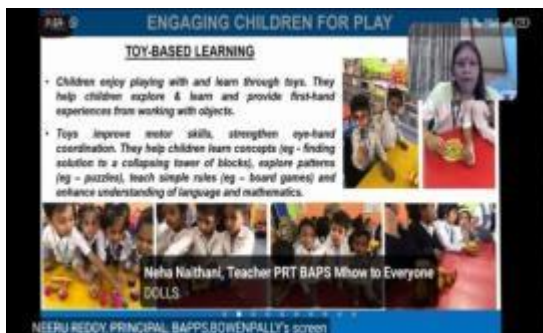 ENGAGING CHILDREN FOR PLAY
TOY-BASED LEARNING
• Children enjoy playing with and learn through toys. They
help children explore & learn and provide first-hand
experiences from working with objects.
• Toys improve motor skills, strengthen eye-hand
coordination. They help children learn concepts (eg - finding
solution to a collapsing tower of blocks), explore patterns
(eg – puzzles), teach simple rules (eg – board games) and
enhance understanding of language and mathematics.
Neha Naithani, Teacher PRT BAPS Mhow to Everyone
DOLLS
NEERU REDDY, PRINCIPAL, BAPPS,BOWENPALLY's screen